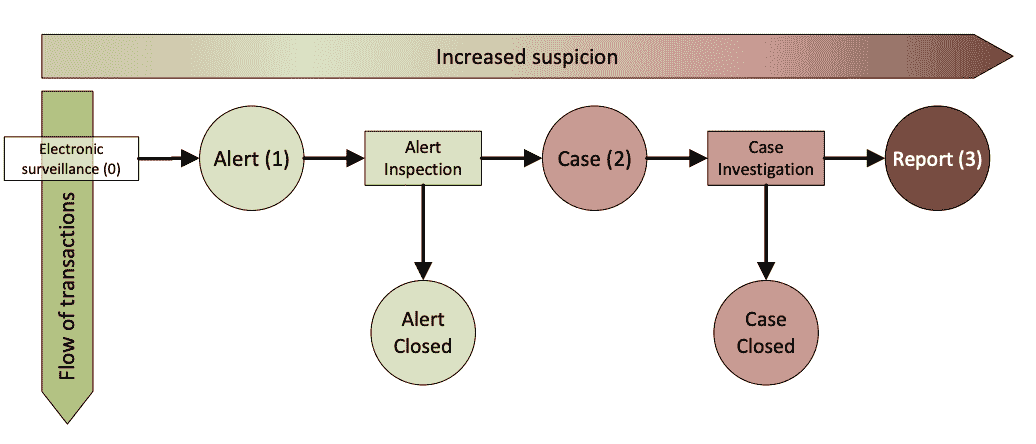 Increased suspicion
Electronic
surveillance (0)
Alert (1)
Alert
Inspection
Case (2)
Case
Investigation
Report (3)
Flow of transactions
Alert
Closed
Case
Closed